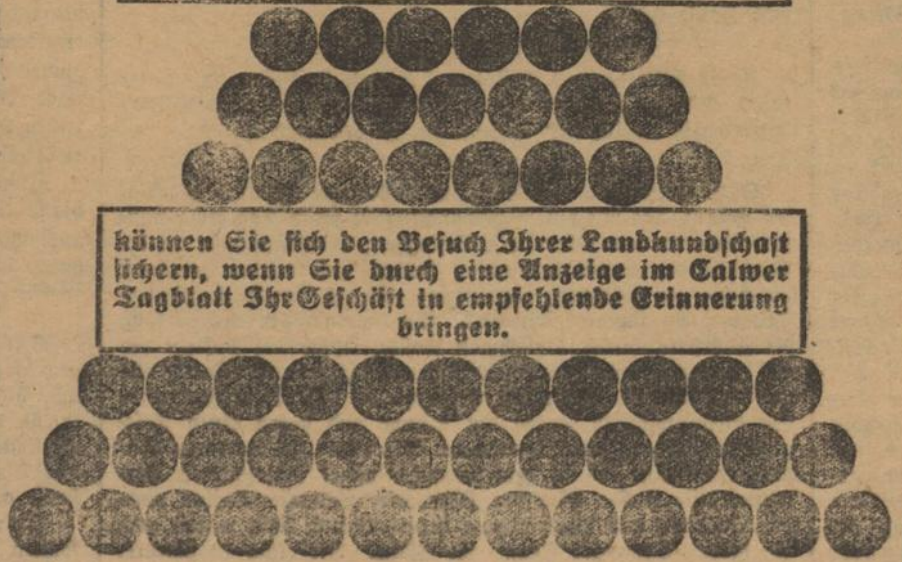 können Sie sich den Besuch Ihrer Landkundschaft
sichern, wenn Sie durch eine Anzeige im Calwer
Tagblatt Ihr Geschäft in empfehlende Erinnerung
bringen.